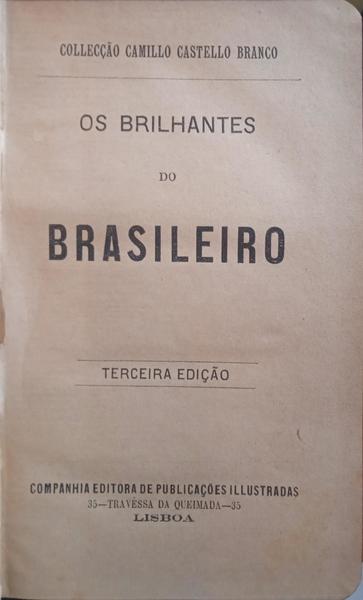 COLLECÇÃO CAMILLO CASTELLO BRANCO
OS BRILHANTES
DO
BRASILEIRO
TERCEIRA EDIÇÃO
COMPANHIA EDITORA DE PUBLICAÇÕES ILLUSTRADAS
35—TRAVÉSSA DA QUEIMADA—35
LISBOA